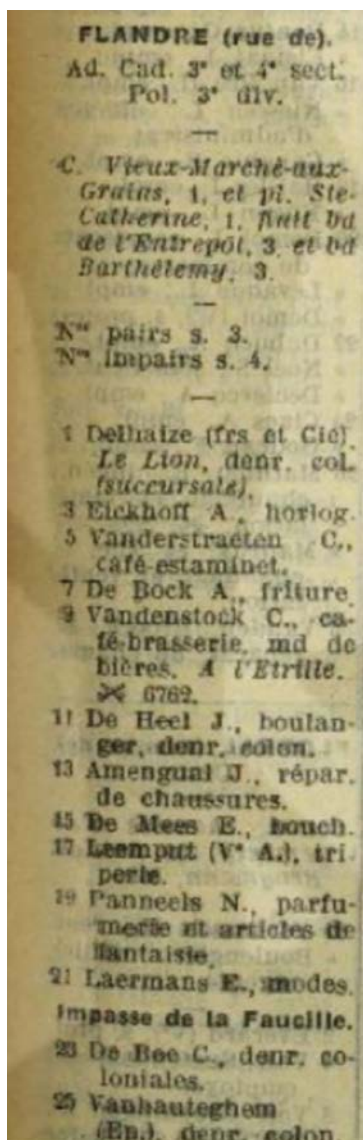 FLANDRE (rue de).
Ad. Cad. 3e et 4e sect.
Pol. 3e div.
—
C. Vieux-Marché-aux-
Grains, 1, et pl. Ste-
Catherine, 1, finit bd
de l'Entrepôt, 3, et bd
Barthélemy, 3.
—
Nos pairs s. 3.
Nos impairs s. 4.
—
1 Delhaize (frs et Cie)
Le Lion, denr. col.
(succursale).
3 Eickhoff A., horlog.
5 Vanderstraeten C.,
café-estaminet.
7 De Bock A., friture
9 Vandenstock C., ca-
fé-brasserie, md de
bières. A l'Etrille.
6762.
11 De Heel J., boulan-
ger, denr. colon.
13 Amengual J., répar.
de chaussures.
15 De Mees E., bouch.
17 Leemput (Ve A.), tri
perie.
19 Panneels N., parfu-
merie et articles de
fantaisie.
21 Laermans E., modes.
Impasse de la Faucille.
23 De Bee C., denr. co-
loniales.
25 Vanhauteghem
(Em.), denr. colon